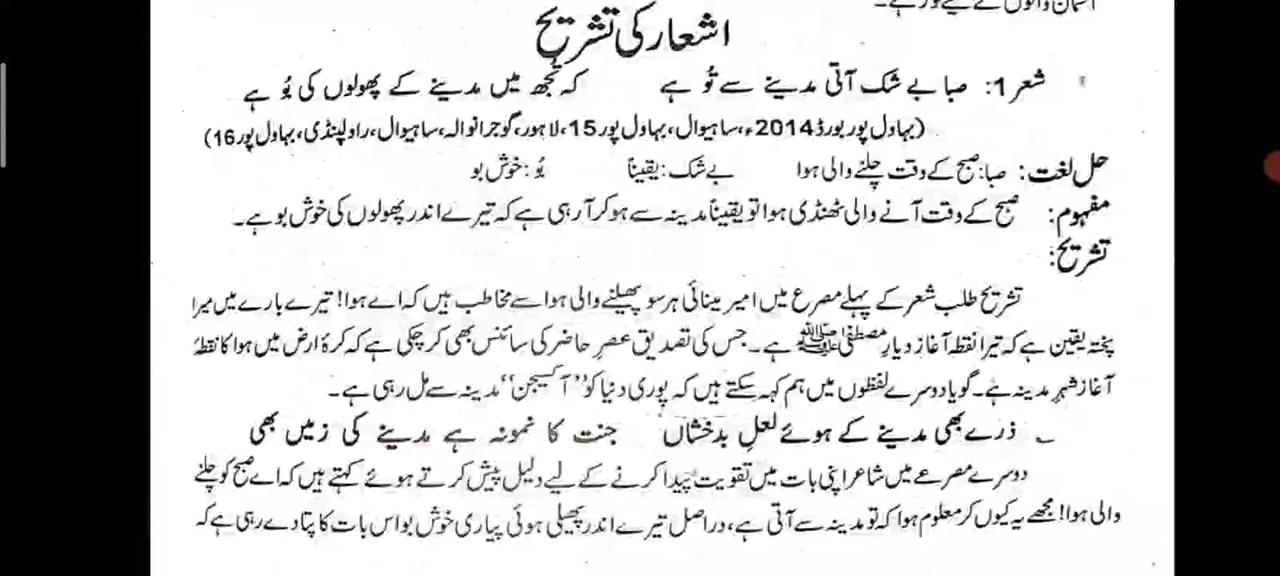 اشعار کی تشریح
شعر 1: صبا بے شک آتی مدینے سے تُو ہے کہ تجھ میں مدینے کے پھولوں کی بُو ہے
(بہاول پور بورڈ 2014ء، ساہیوال، بہاول پور 15، لاہور، گوجرانوالہ، ساہیوال، راولپنڈی، بہاول پور 16)
حل لغت: صبا: صبح کے وقت چلنے والی ہوا بے شک: یقیناً بُو: خوش بو
مفہوم: صبح کے وقت آنے والی ٹھنڈی ہوا تو یقیناً مدینہ سے ہو کر آ رہی ہے کہ تیرے اندر پھولوں کی خوش بو ہے۔
تشریح:
تشریح طلب شعر کے پہلے مصرع میں امیر مینائی ہر سو پھیلنے والی ہوا سے مخاطب ہیں کہ اے ہوا! تیرے بارے میں میرا
پختہ یقین ہے کہ تیرا نقطہ آغاز دیارِ مصطفیٰ ﷺ ہے۔ جس کی تصدیق عصرِ حاضر کی سائنس بھی کر چکی ہے کہ کرۂ ارض میں ہوا کا نقطہ
آغاز شہرِ مدینہ ہے۔ گویا دوسرے لفظوں میں ہم کہہ سکتے ہیں کہ پوری دنیا کو ”آکسیجن“ مدینہ سے مل رہی ہے۔
؎ ذرے بھی مدینے کے ہوئے لعلِ بدخشاں جنت کا نمونہ ہے مدینے کی زمیں بھی
دوسرے مصرعے میں شاعر اپنی بات میں تقویت پیدا کرنے کے لیے دلیل پیش کرتے ہوئے کہتے ہیں کہ اے صبح کو چلنے
والی ہوا! مجھے یہ کیوں کر معلوم ہوا کہ تو مدینہ سے آتی ہے، دراصل تیرے اندر پھیلی ہوئی پیاری خوش بو اس بات کا پتا دے رہی ہے کہ